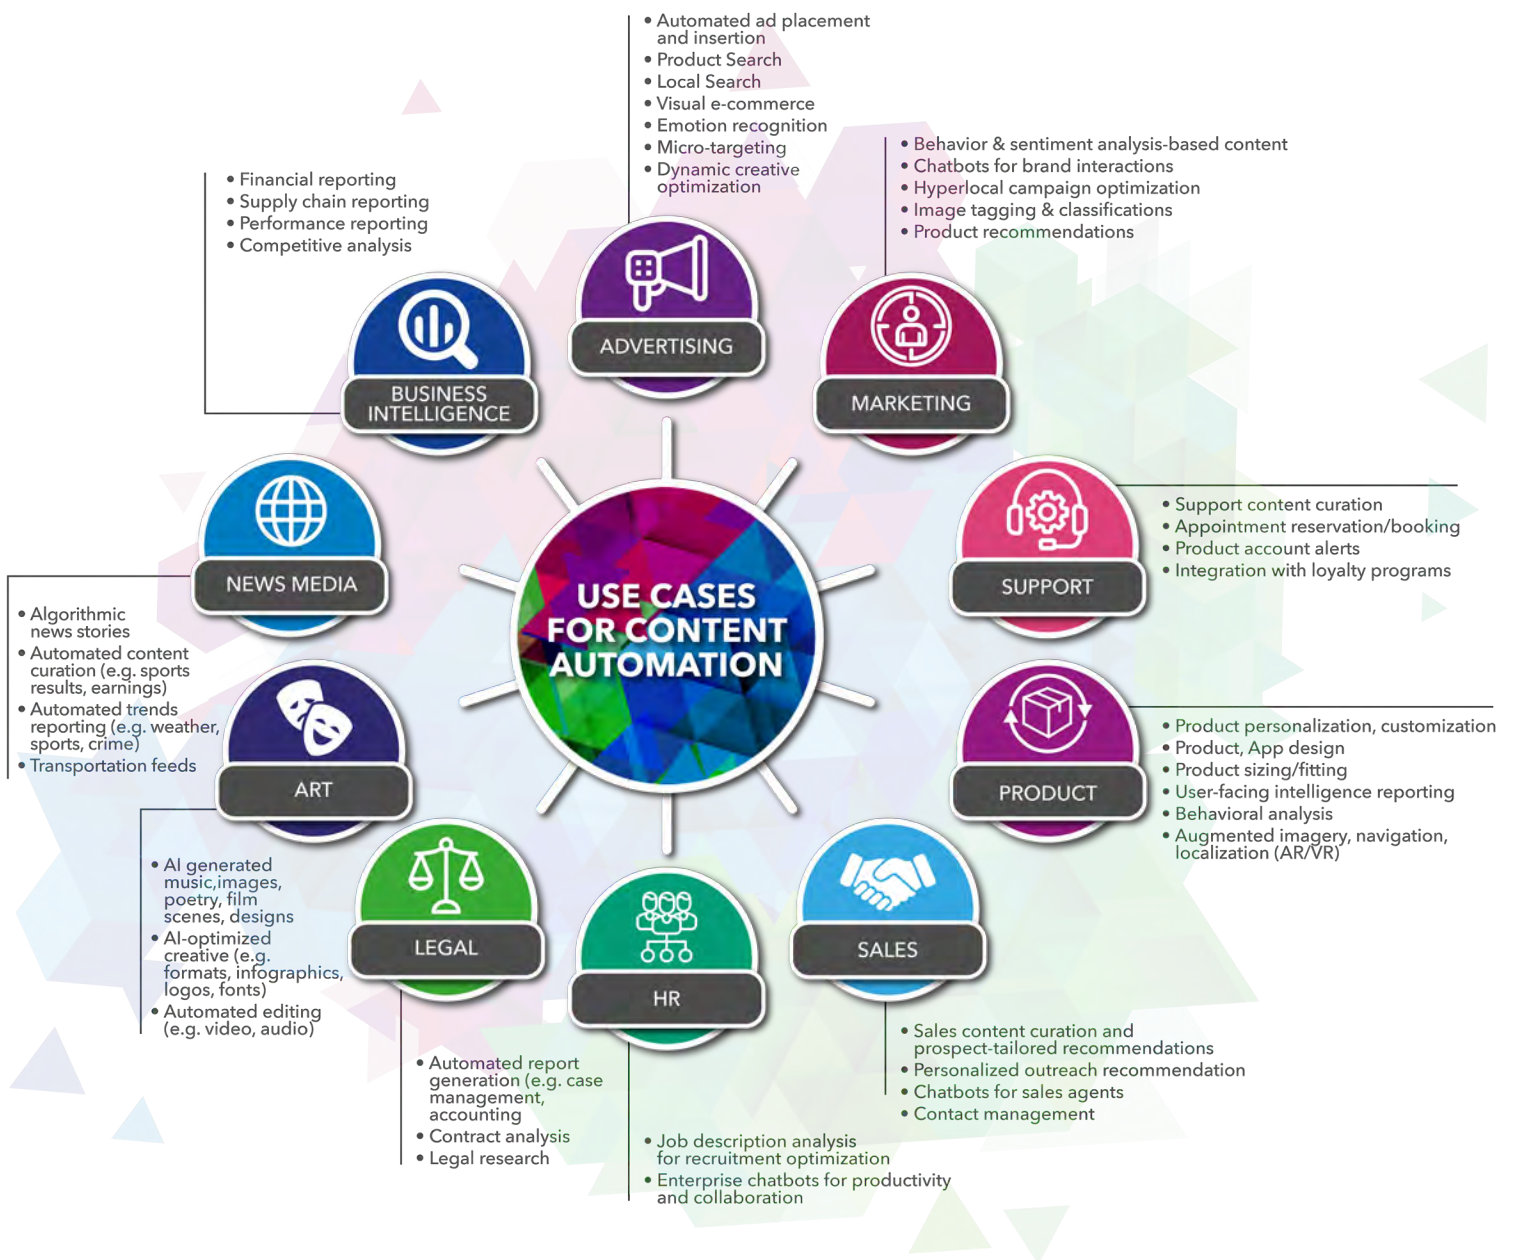 • Automated ad placement
and insertion
• Product Search
• Local Search
• Visual e-commerce
• Emotion recognition
• Micro-targeting
• Dynamic creative
optimization
ADVERTISING
• Behavior & sentiment analysis-based content
• Chatbots for brand interactions
• Hyperlocal campaign optimization
• Image tagging & classifications
• Product recommendations
MARKETING
• Support content curation
• Appointment reservation/booking
• Product account alerts
• Integration with loyalty programs
SUPPORT
• Product personalization, customization
• Product, App design
• Product sizing/fitting
• User-facing intelligence reporting
• Behavioral analysis
• Augmented imagery, navigation,
localization (AR/VR)
PRODUCT
SALES
• Sales content curation and
prospect-tailored recommendations
• Personalized outreach recommendation
• Chatbots for sales agents
• Contact management
HR
• Job description analysis
for recruitment optimization
• Enterprise chatbots for productivity
and collaboration
LEGAL
• Automated report
generation (e.g. case
management,
accounting
• Contract analysis
• Legal research
ART
• AI generated
music,images,
poetry, film
scenes, designs
• AI-optimized
creative (e.g.
formats, infographics,
logos, fonts)
• Automated editing
(e.g. video, audio)
NEWS MEDIA
• Algorithmic
news stories
• Automated content
curation (e.g. sports
results, earnings)
• Automated trends
reporting (e.g. weather,
sports, crime)
• Transportation feeds
• Financial reporting
• Supply chain reporting
• Performance reporting
• Competitive analysis
BUSINESS
INTELLIGENCE
USE CASES
FOR CONTENT
AUTOMATION